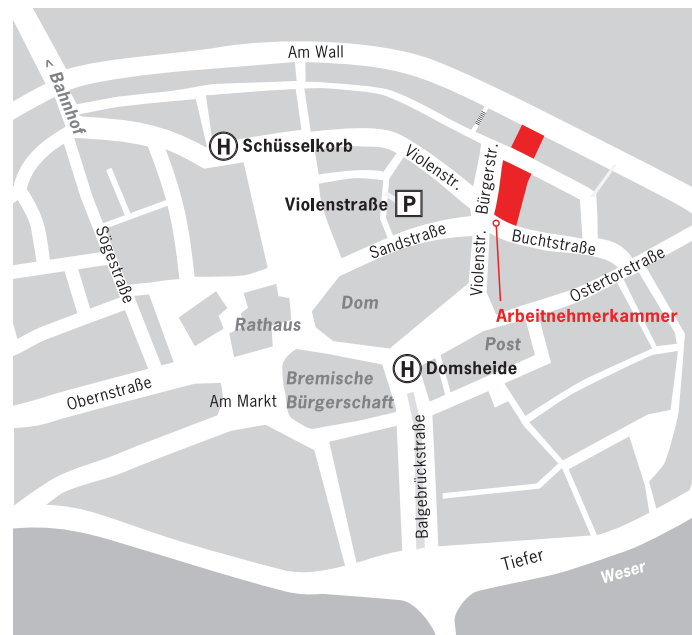 Am Wall
< Bahnhof
H Schüsselkorb
Violenstr.
Bürgerstr.
Violenstraße P
Sandstraße
Violenstr.
Buchtstraße
Sögestraße
Ostertorstraße
Dom
Arbeitnehmerkammer
Rathaus
Post
H Domsheide
Obernstraße
Bremische
Bürgerschaft
Am Markt
Balgebrückstraße
Tiefer
Weser